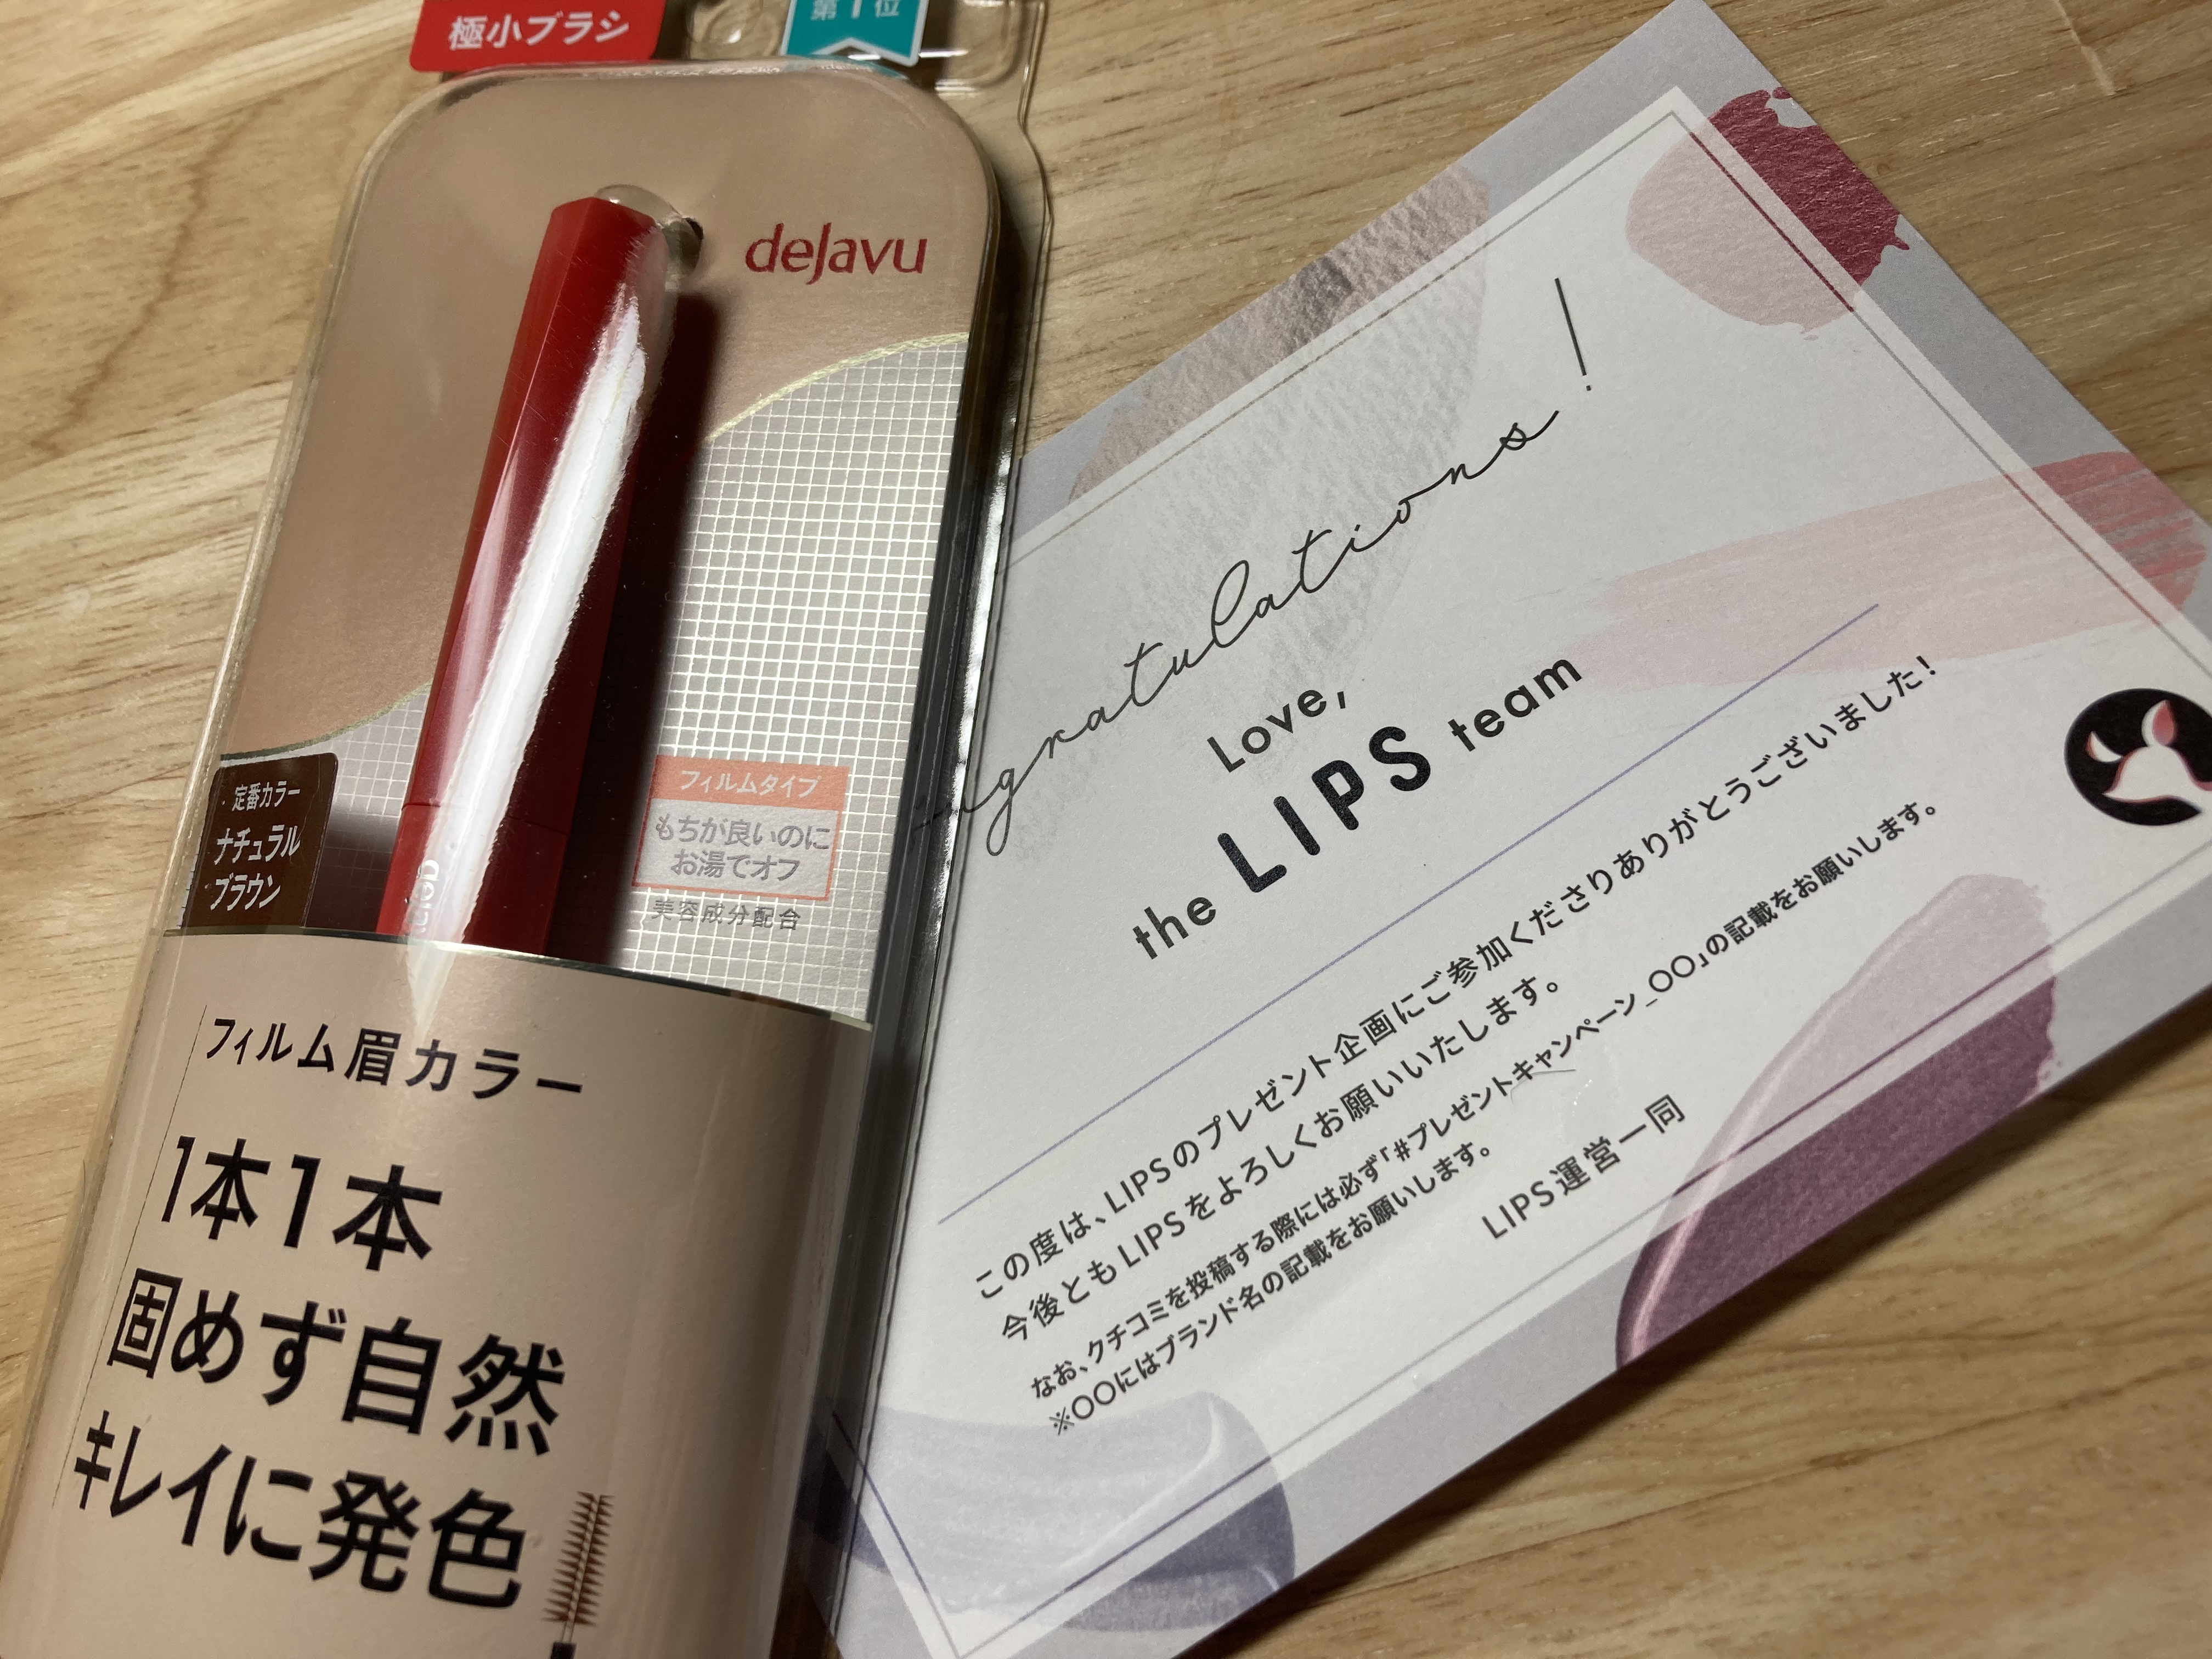 極小ブラシ
第1位
dejavu
定番カラー
ナチュラル
ブラウン
フィルムタイプ
もちが良いのに
お湯でオフ
美容成分配合
フィルム眉カラー
1本1本
固めず自然
キレイに発色
ngratulations!
Love,
the LIPS team
この度は、LIPSのプレゼント企画にご参加くださりありがとうございました!
今後ともLIPSをよろしくお願いいたします。
なお、クチコミを投稿する際には必ず「#プレゼントキャンペーン_〇〇」の記載をお願いします。
※〇〇にはブランド名の記載をお願いします。
LIPS運営一同